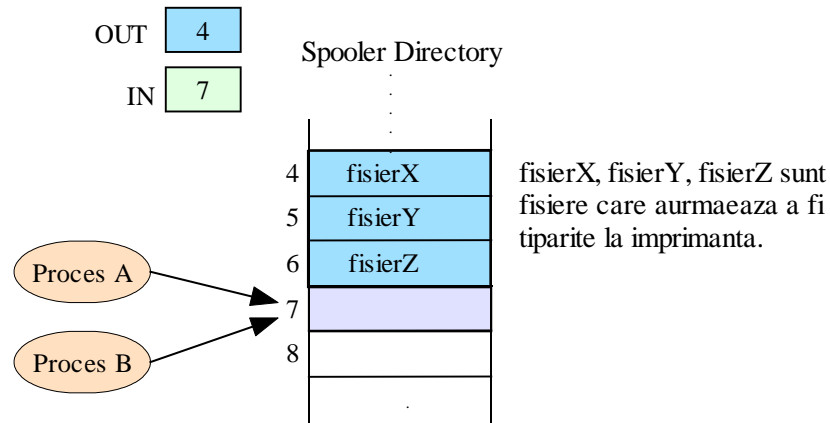 OUT 4
IN 7
Spooler Directory
4 fisierX
5 fisierY
6 fisierZ
7
8
fisierX, fisierY, fisierZ sunt
fisiere care aurmaeaza a fi
tiparite la imprimanta.
Proces A
Proces B